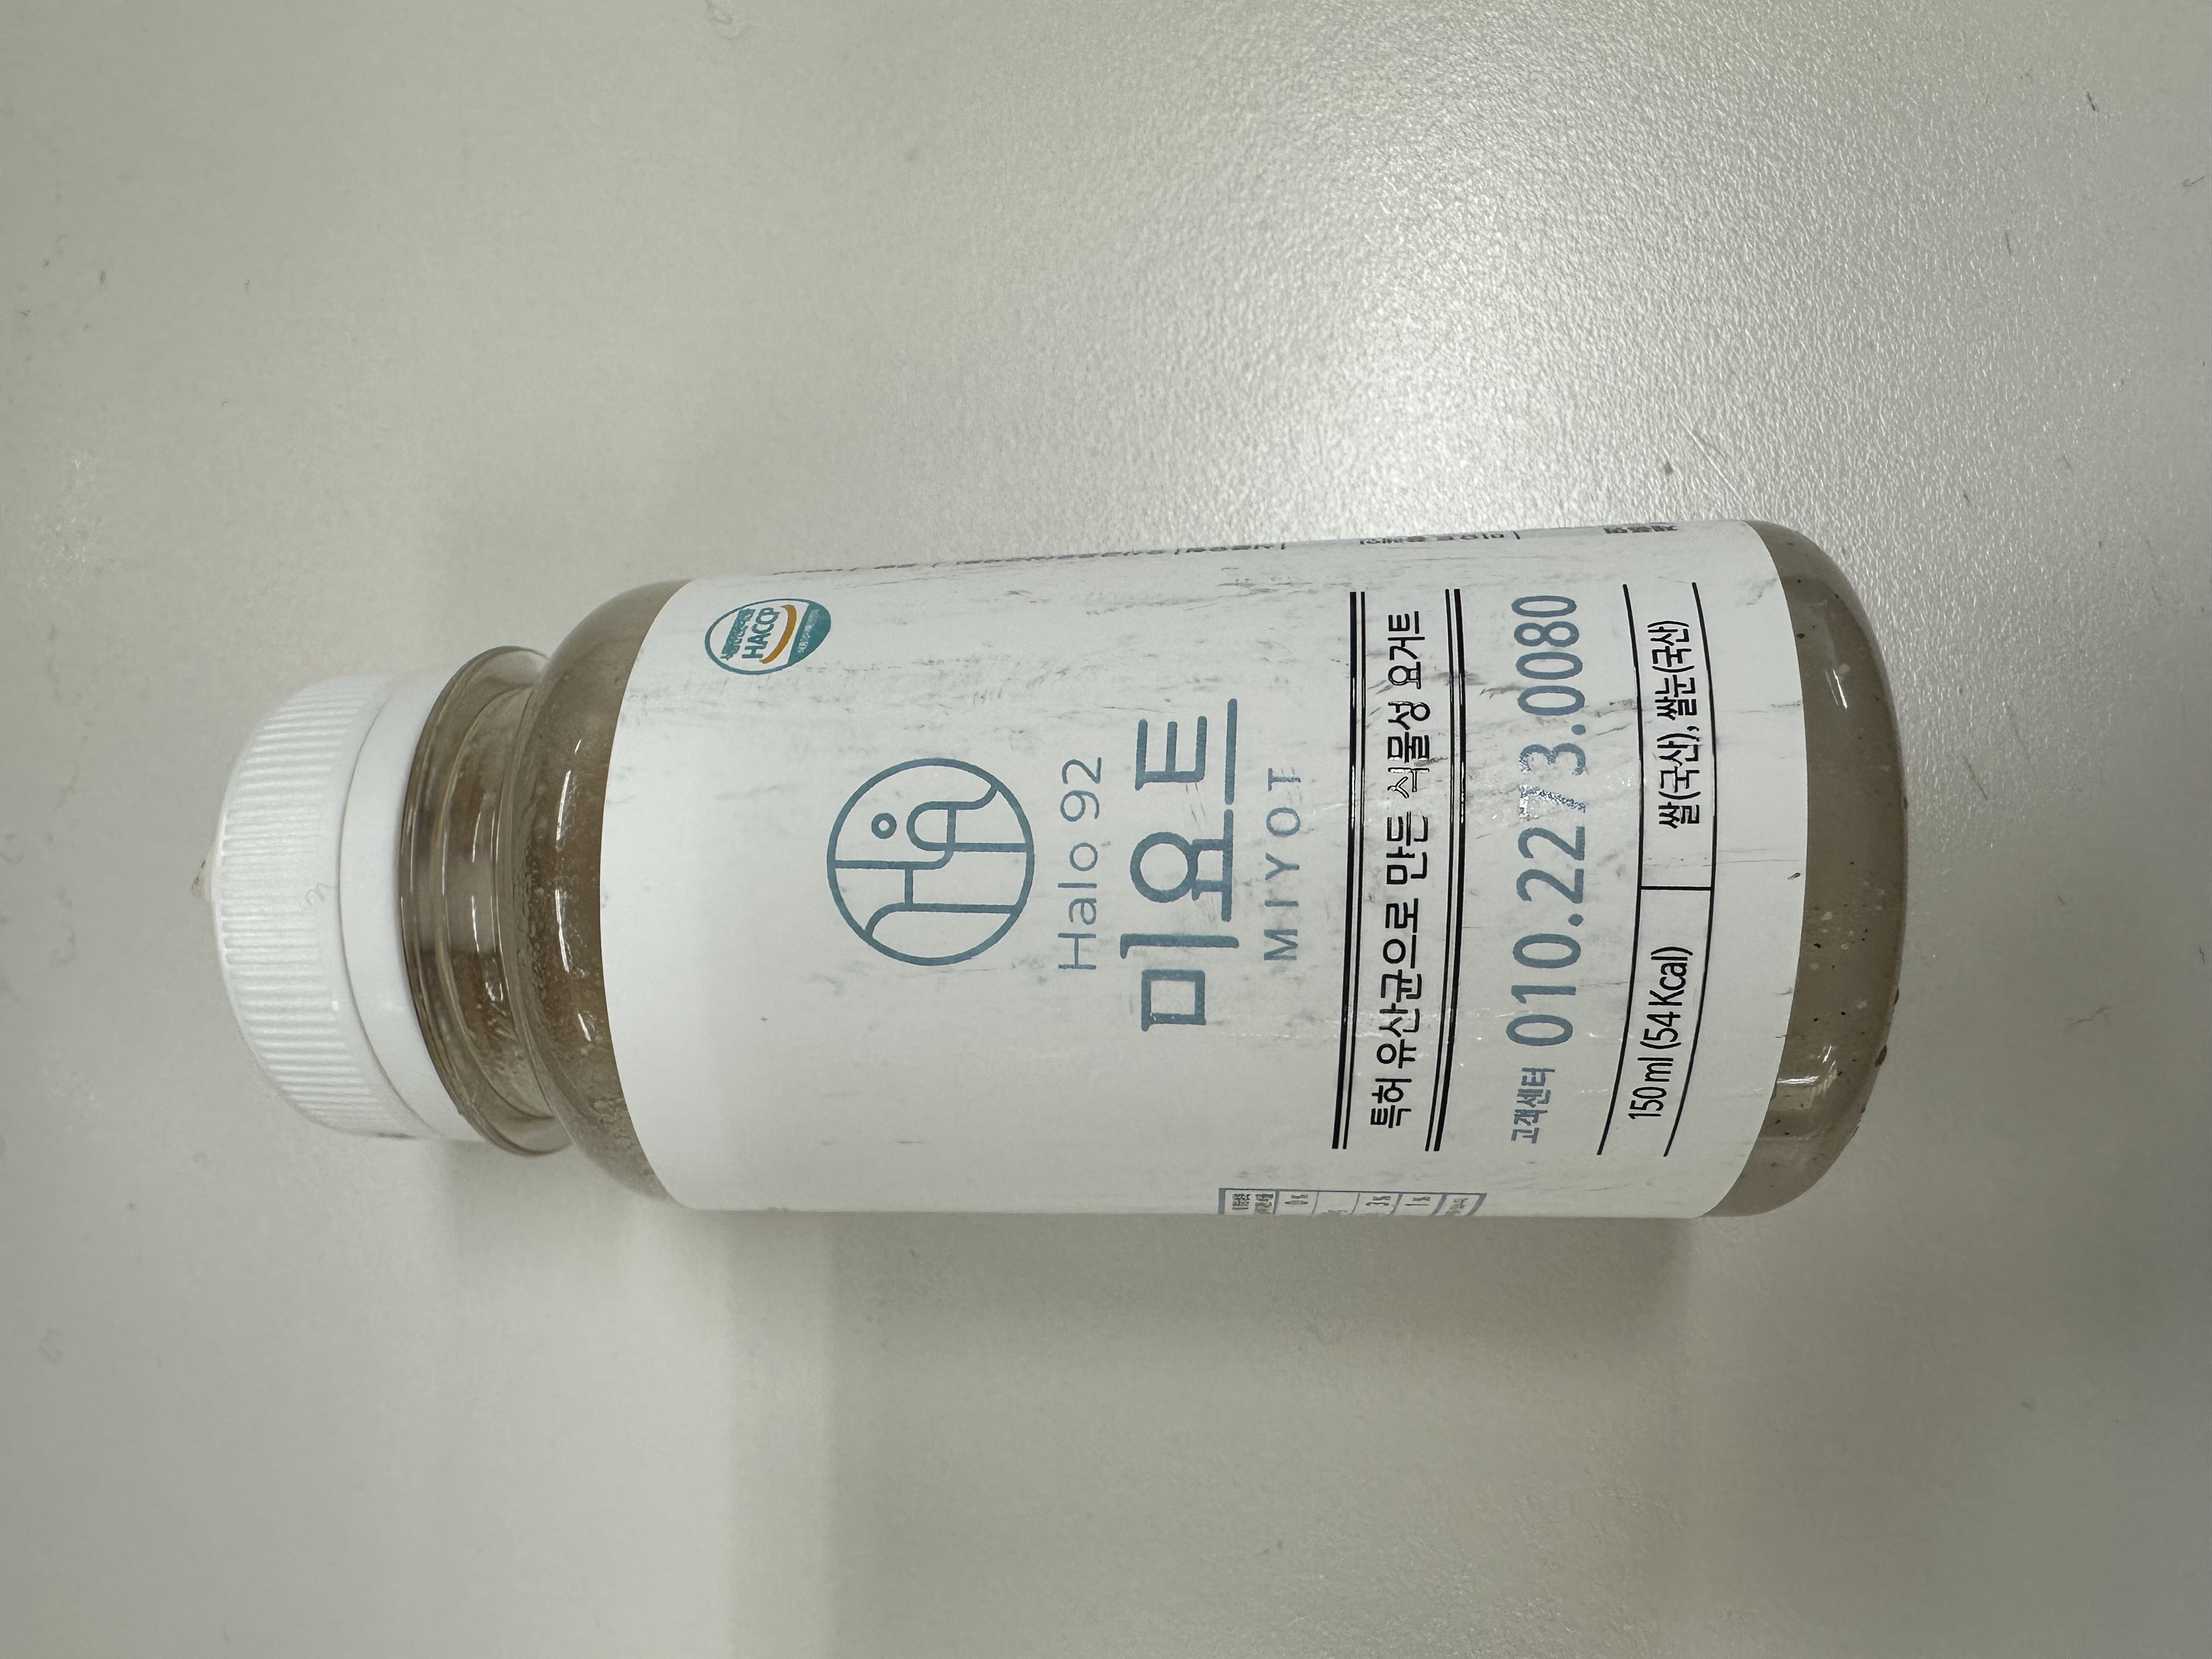 HACCP
Halo 92
미요트
MIYOT
특허 유산균으로 만든 식물성 요거트
고객센터 010.2273.0080
150ml (54 Kcal) 쌀(국산), 쌀눈(국산)